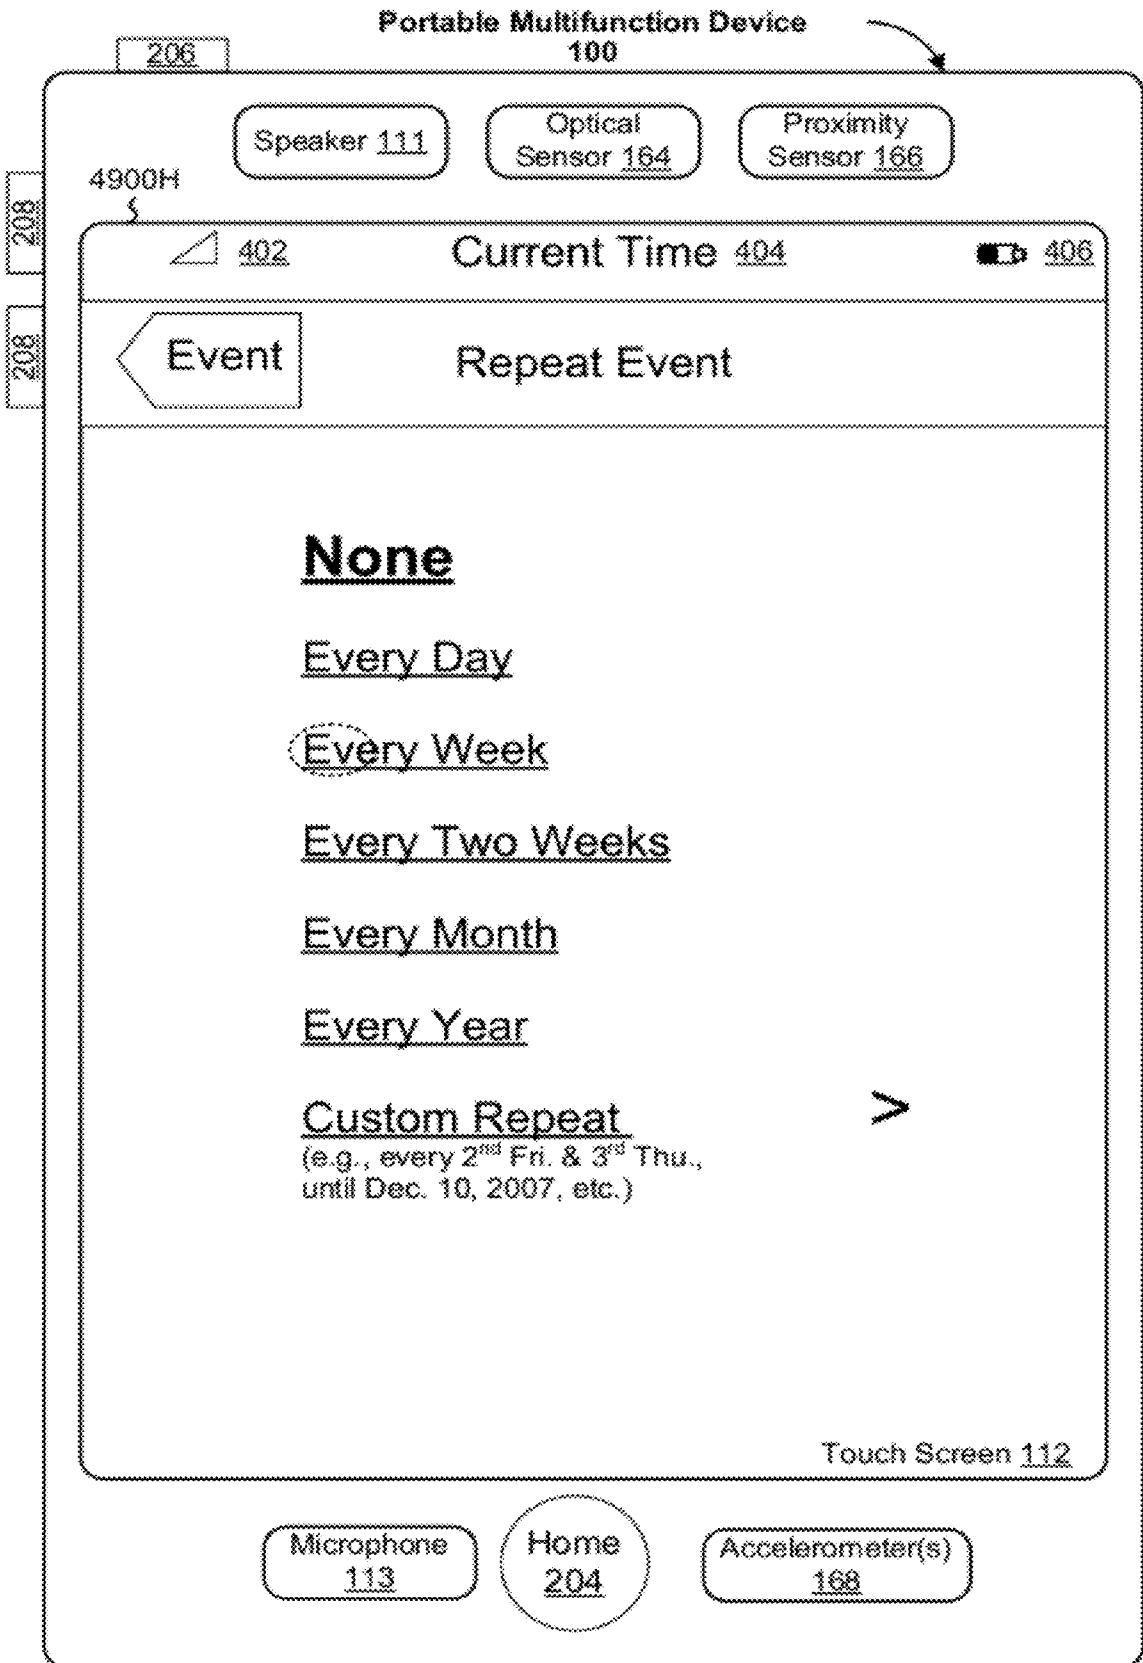 Portable Multifunction Device
100
206
Speaker 111
Optical
Sensor 164
Proximity
Sensor 166
4900H
208
402
Current Time 404
406
208
Event
Repeat Event
None
Every Day
Every Week
Every Two Weeks
Every Month
Every Year
Custom Repeat >
(e.g., every 2nd Fri. & 3rd Thu.,
until Dec. 10, 2007, etc.)
Touch Screen 112
Microphone
113
Home
204
Accelerometer(s)
168